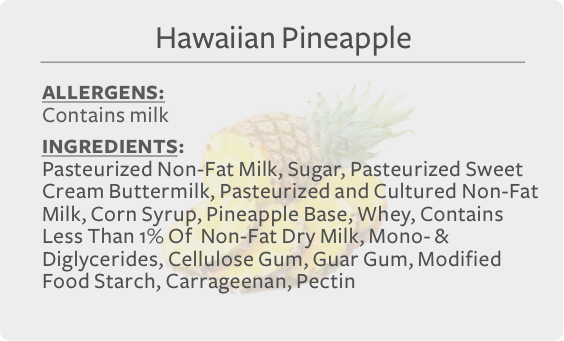 Hawaiian Pineapple
ALLERGENS:
Contains milk
INGREDIENTS:
Pasteurized Non-Fat Milk, Sugar, Pasteurized Sweet
Cream Buttermilk, Pasteurized and Cultured Non-Fat
Milk, Corn Syrup, Pineapple Base, Whey, Contains
Less Than 1% Of Non-Fat Dry Milk, Mono- &
Diglycerides, Cellulose Gum, Guar Gum, Modified
Food Starch, Carrageenan, Pectin